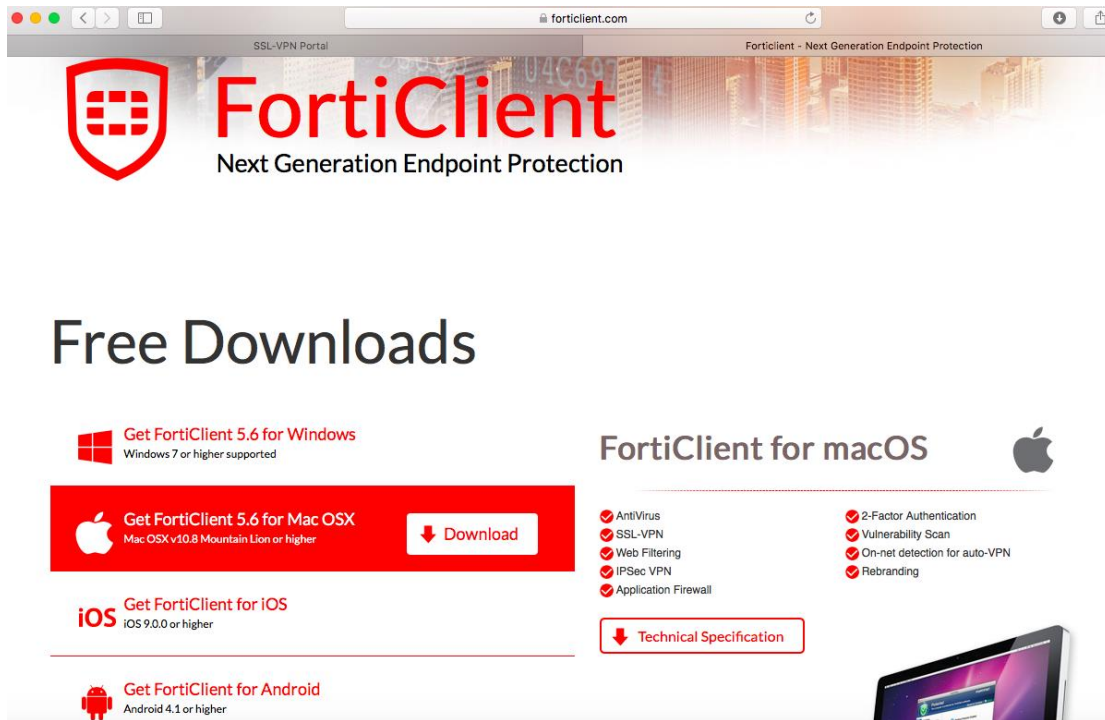 forticlient.com
SSL-VPN Portal
Forticlient - Next Generation Endpoint Protection
04C697 4
FortiClient
Next Generation Endpoint Protection
Free Downloads
Get FortiClient 5.6 for Windows
Windows 7 or higher supported
Get FortiClient 5.6 for Mac OSX
Mac OSX v10.8 Mountain Lion or higher
Download
iOS
Get FortiClient for iOS
iOS 9.0.0 or higher
Get FortiClient for Android
Android 4.1 or higher
FortiClient for macOS
AntiVirus
SSL-VPN
Web Filtering
IPSec VPN
Application Firewall
2-Factor Authentication
Vulnerability Scan
On-net detection for auto-VPN
Rebranding
Technical Specification